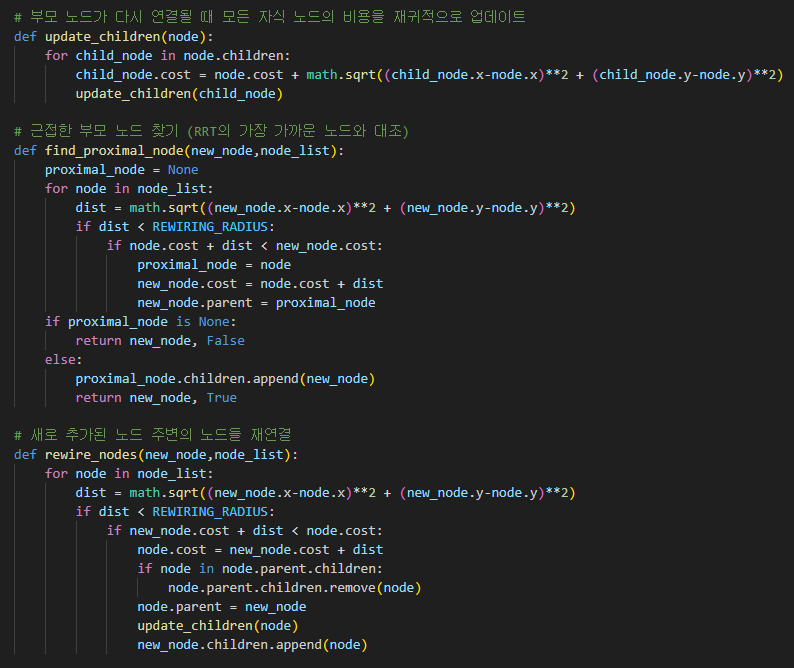 # 부모 노드가 다시 연결될 때 모든 자식 노드의 비용을 재귀적으로 업데이트
def update_children(node):
    for child_node in node.children:
        child_node.cost = node.cost + math.sqrt((child_node.x-node.x)**2 + (child_node.y-node.y)**2)
        update_children(child_node)

# 근접한 부모 노드 찾기 (RRT의 가장 가까운 노드와 대조)
def find_proximal_node(new_node,node_list):
    proximal_node = None
    for node in node_list:
        dist = math.sqrt((new_node.x-node.x)**2 + (new_node.y-node.y)**2)
        if dist < REWIRING_RADIUS:
            if node.cost + dist < new_node.cost:
                proximal_node = node
                new_node.cost = node.cost + dist
                new_node.parent = proximal_node
    if proximal_node is None:
        return new_node, False
    else:
        proximal_node.children.append(new_node)
        return new_node, True

# 새로 추가된 노드 주변의 노드들 재연결
def rewire_nodes(new_node,node_list):
    for node in node_list:
        dist = math.sqrt((new_node.x-node.x)**2 + (new_node.y-node.y)**2)
        if dist < REWIRING_RADIUS:
            if new_node.cost + dist < node.cost:
                node.cost = new_node.cost + dist
                if node in node.parent.children:
                    node.parent.children.remove(node)
                node.parent = new_node
                update_children(node)
                new_node.children.append(node)